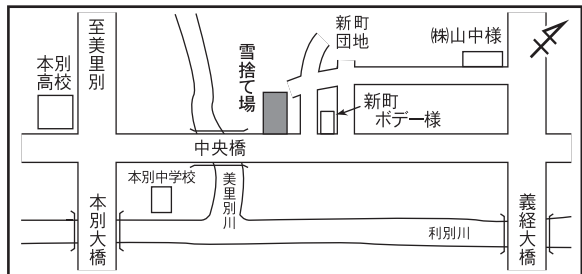 至美里別
本別
高校
雪捨て場
新町
団地
㈱山中様
新町
ボデー様
中央橋
本別中学校
美里別川
本別大橋
利別川
義経大橋